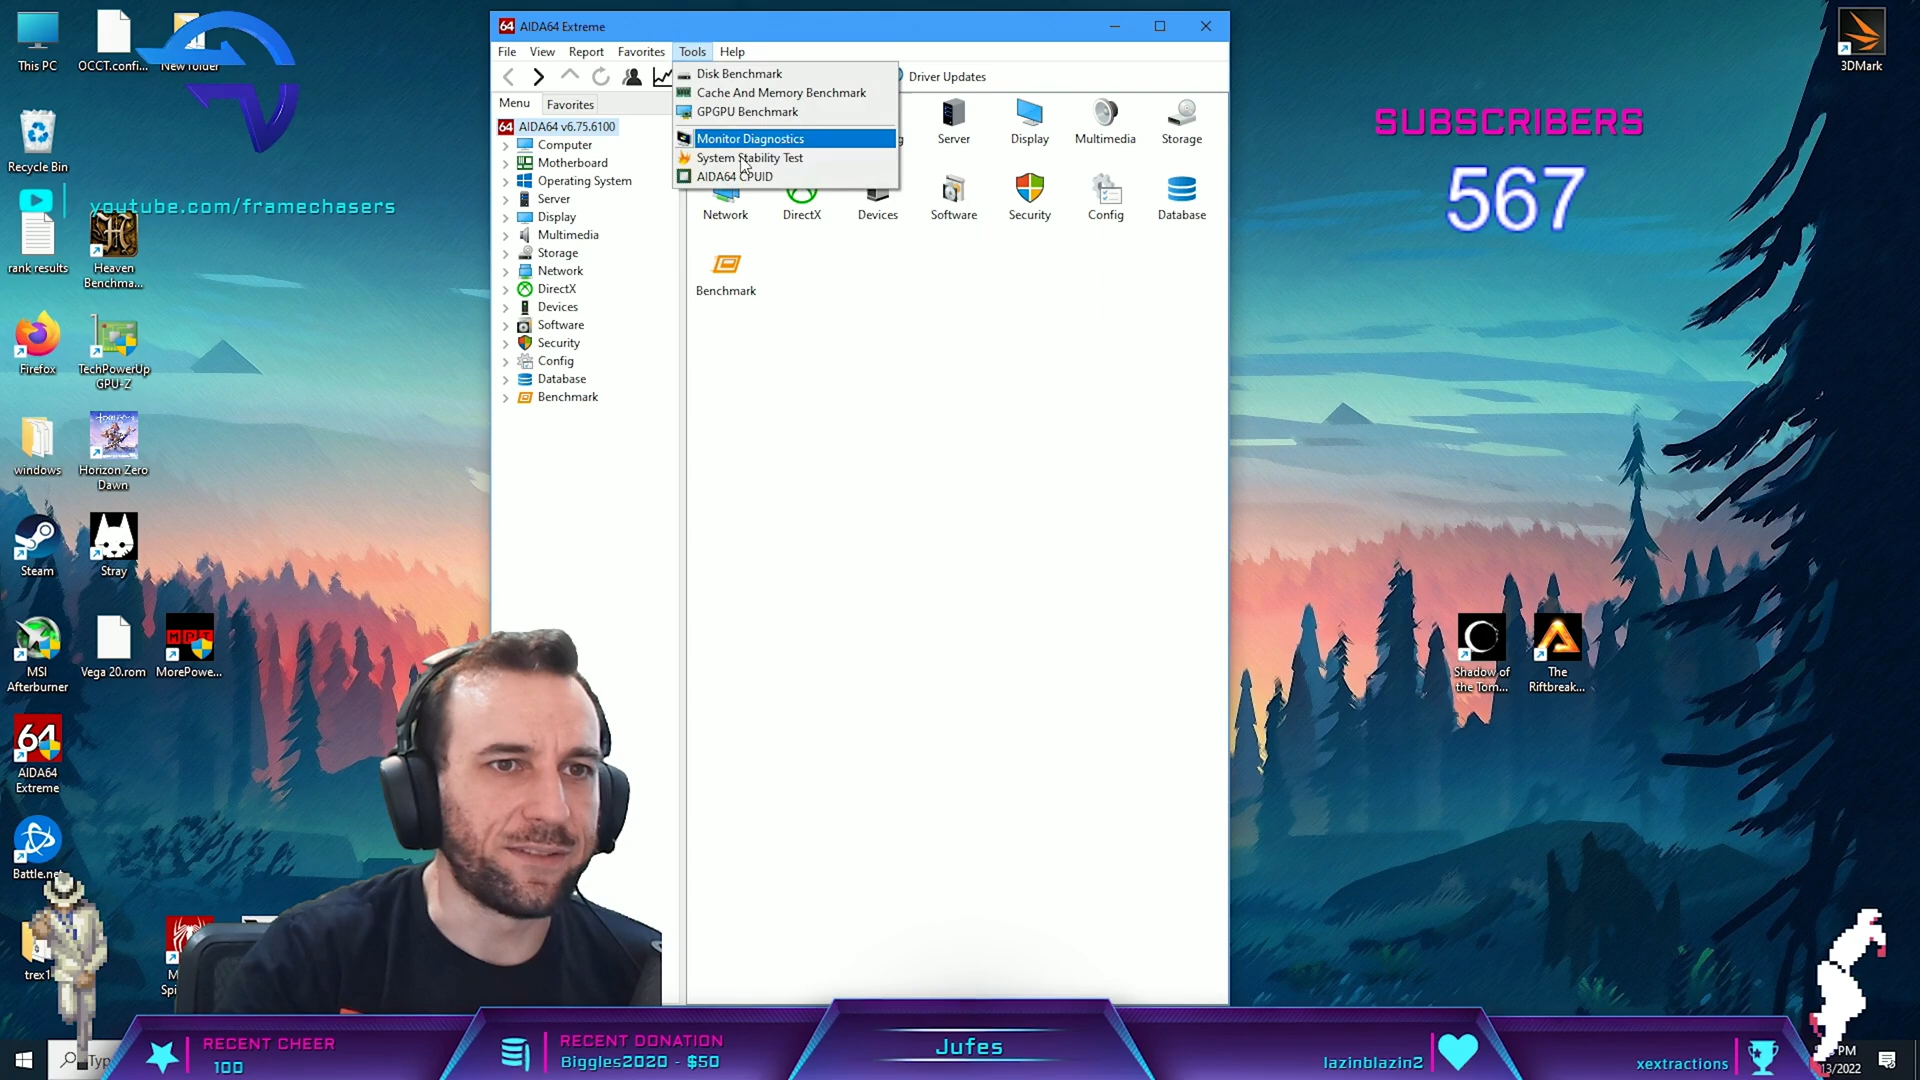 This PC
OCCT.confi...
New folder
Recycle Bin
youtube.com/framechasers
rank results
Heaven
Benchma...
Firefox
TechPowerUp
GPU-Z
windows
Horizon Zero
Dawn
Steam
Stray
MSI
Afterburner
Vega 20.rom
MorePowe...
AIDA64
Extreme
Battle.net
trex1
64 AIDA64 Extreme
File View Report Favorites Tools Help
Driver Updates
Menu Favorites
Disk Benchmark
Cache And Memory Benchmark
GPGPU Benchmark
Monitor Diagnostics
System Stability Test
AIDA64 CPUID
64 AIDA64 v6.75.6100
Computer
Motherboard
Operating System
Server
Display
Multimedia
Storage
Network
DirectX
Devices
Software
Security
Config
Database
Benchmark
Server Display Multimedia Storage
Network DirectX Devices Software Security Config Database
Benchmark
SUBSCRIBERS
567
3DMark
Shadow of
the Tom...
The
Riftbreak...
RECENT CHEER
100
RECENT DONATION
Biggles2020 - $50
Jufes
lazinblazin2
xextractions
PM
13/2022